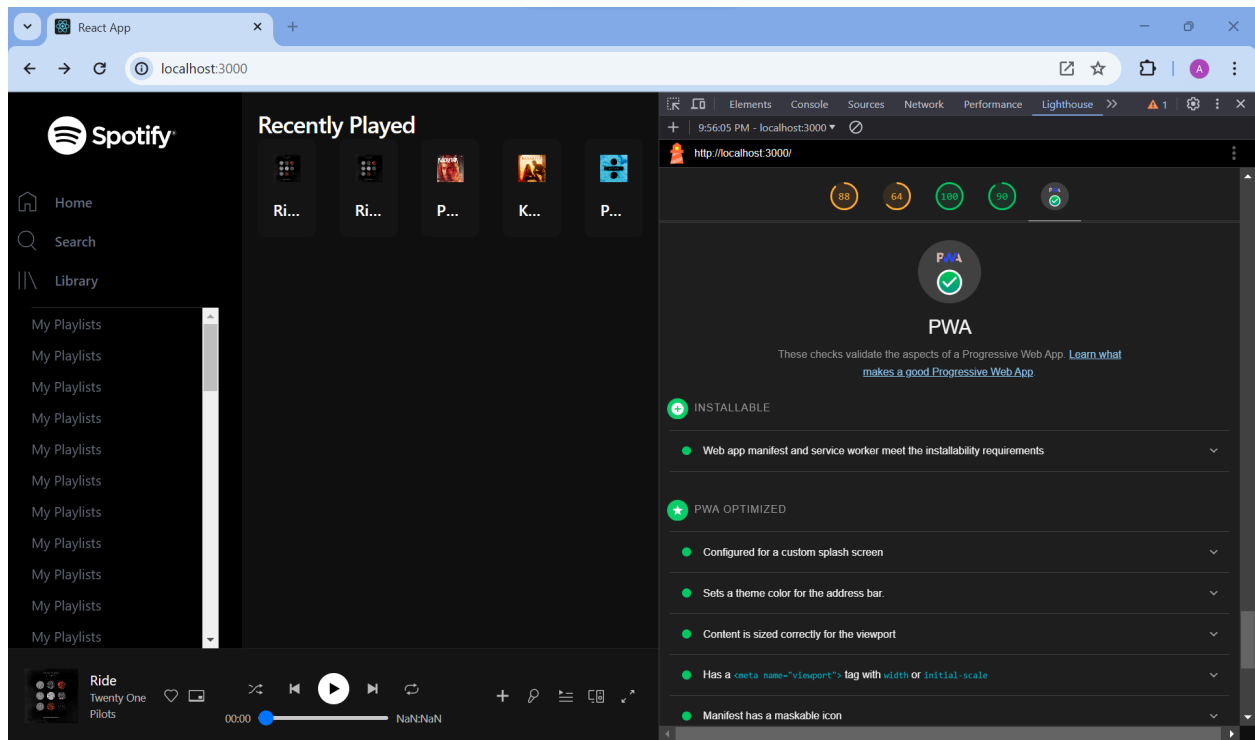 React App
localhost:3000
A
Spotify
Home
Search
Library
My Playlists
My Playlists
My Playlists
My Playlists
My Playlists
My Playlists
My Playlists
My Playlists
My Playlists
My Playlists
My Playlists
Recently Played
Ri...
Ri...
P...
K...
P...
Ride
Twenty One
Pilots
00:00
NaN:NaN
Elements Console Sources Network Performance Lighthouse 1
9:56:05 PM - localhost:3000
http://localhost:3000/
88 64 100 90 PWA
PWA
PWA
These checks validate the aspects of a Progressive Web App. Learn what
makes a good Progressive Web App.
INSTALLABLE
Web app manifest and service worker meet the installability requirements
PWA OPTIMIZED
Configured for a custom splash screen
Sets a theme color for the address bar.
Content is sized correctly for the viewport
Has a <meta name="viewport"> tag with width or initial-scale
Manifest has a maskable icon